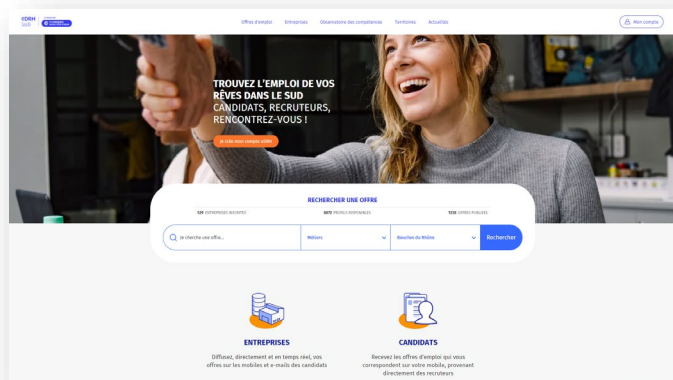 eDRH
SUD
Offres d'emploi Entreprises Observatoire des compétences Territoires Actualités
Mon compte
TROUVEZ L'EMPLOI DE VOS
RÊVES DANS LE SUD
CANDIDATS, RECRUTEURS,
RENCONTREZ-VOUS !
Je crée mon compte eDRH
RECHERCHER UNE OFFRE
ENTREPRISES INSCRITES PROFILS DISPONIBLES OFFRES PUBLIÉES
Je cherche une offre...
Métiers
Bouches du Rhône
Rechercher
ENTREPRISES
Diffusez, directement et en temps réel, vos
offres sur les mobiles et e-mails des candidats
CANDIDATS
Recevez les offres d'emploi qui vous
correspondent sur votre mobile, provenant
directement des recruteurs